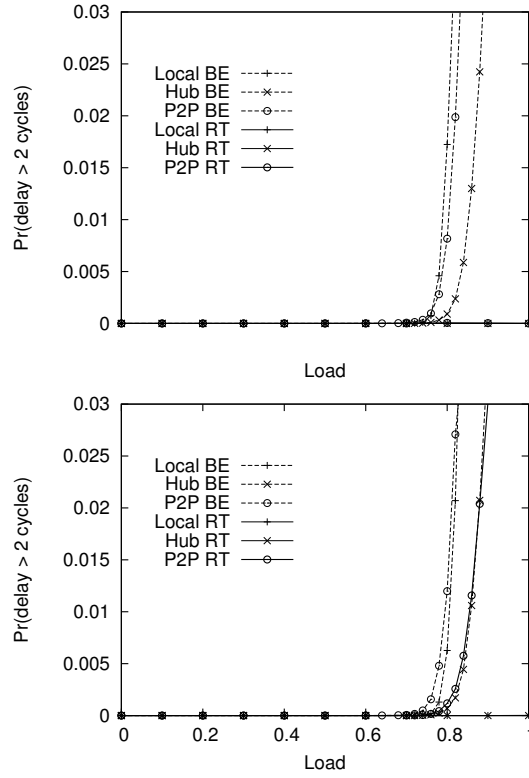 0.03
0.025
0.02
0.015
0.01
0.005
0
Pr(delay > 2 cycles)
Local BE
Hub BE
P2P BE
Local RT
Hub RT
P2P RT
Load
0.03
0.025
0.02
0.015
0.01
0.005
0
Pr(delay > 2 cycles)
Local BE
Hub BE
P2P BE
Local RT
Hub RT
P2P RT
0 0.2 0.4 0.6 0.8 1
Load